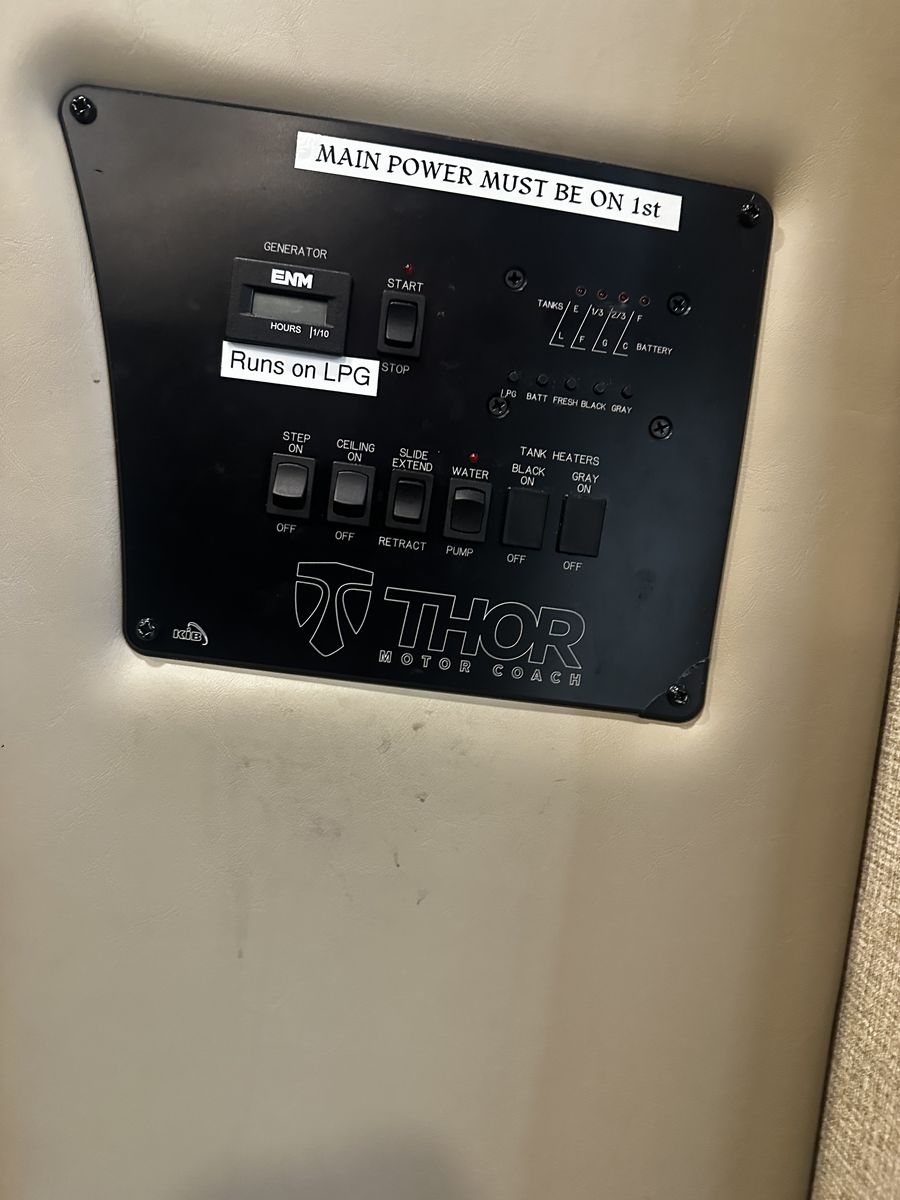 MAIN POWER MUST BE ON 1st
GENERATOR
ENM
HOURS 1/10
START
STOP
Runs on LPG
TANKS E 1/3 2/3 F
L F G C BATTERY
LPG BATT FRESH BLACK GRAY
STEP ON
OFF
CEILING ON
OFF
SLIDE EXTEND
RETRACT
WATER
PUMP
TANK HEATERS
BLACK ON
OFF
GRAY ON
OFF
KIB
THOR
MOTOR COACH